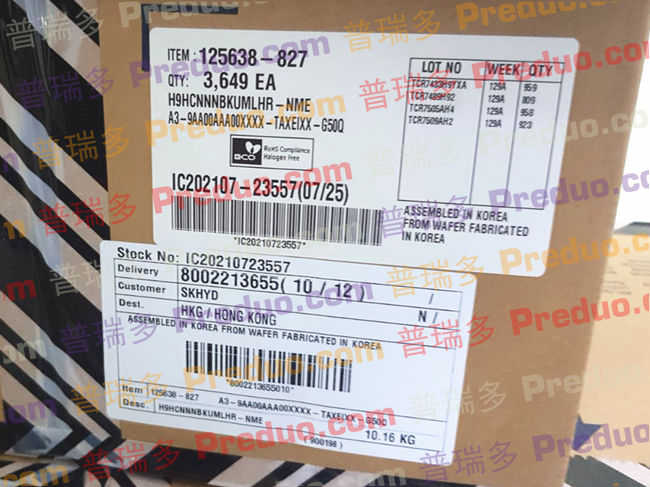 ITEM : 125638-827
QTY: 3,649 EA
H9HCNNNBKUMLHR-NME
A3-9AA00AAA00XXXX-TAXEIXX-G50Q
ECO
RoHS Compliance
Halogen Free
IC202107-23557(07/25)
*IC20210723557*
LOT NO WEEK QTY
TCR7433H9YXA 129A 959
TCR7489H92 129A 809
TCR7505AH4 129A 958
TCR7509AH2 129A 923
ASSEMBLED IN KOREA
FROM WAFER FABRICATED
IN KOREA
Stock No: IC20210723557
Delivery 8002213655( 10 / 12 ) /
Customer SKHYD N /
Dest. HKG / HONG KONG
ASSEMBLED IN KOREA FROM WAFER FABRICATED IN KOREA
*8002213655010*
Item 125638-827 A3-9AA00AAA00XXXX-TAXEIXX-G50Q
Desc. H9HCNNNBKUMLHR-NME
(900198) 10.16 KG
普瑞多 Preduo.com